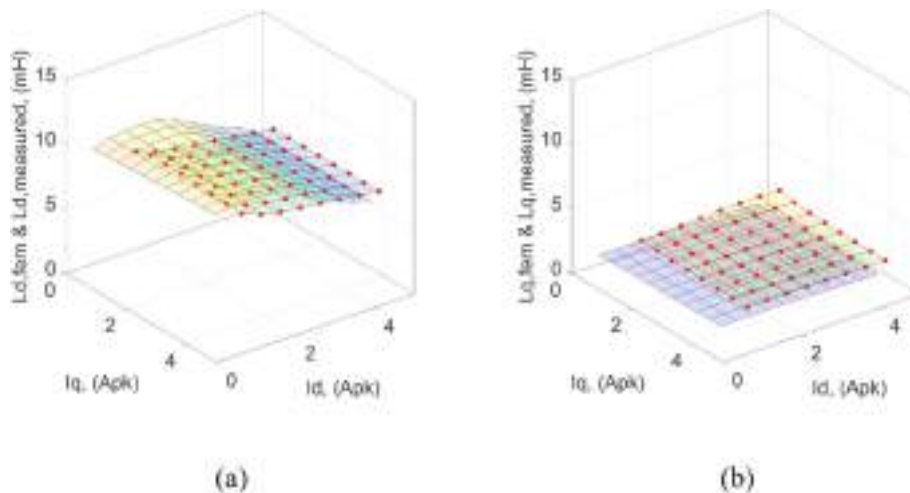 Ld,fem & Ld,measured, (mH)
15
10
5
0
0
2
4
Iq, (Apk)
0
2
4
Id, (Apk)
(a)
Lq,fem & Lq,measured, (mH)
15
10
5
0
0
2
4
Iq, (Apk)
0
2
4
Id, (Apk)
(b)